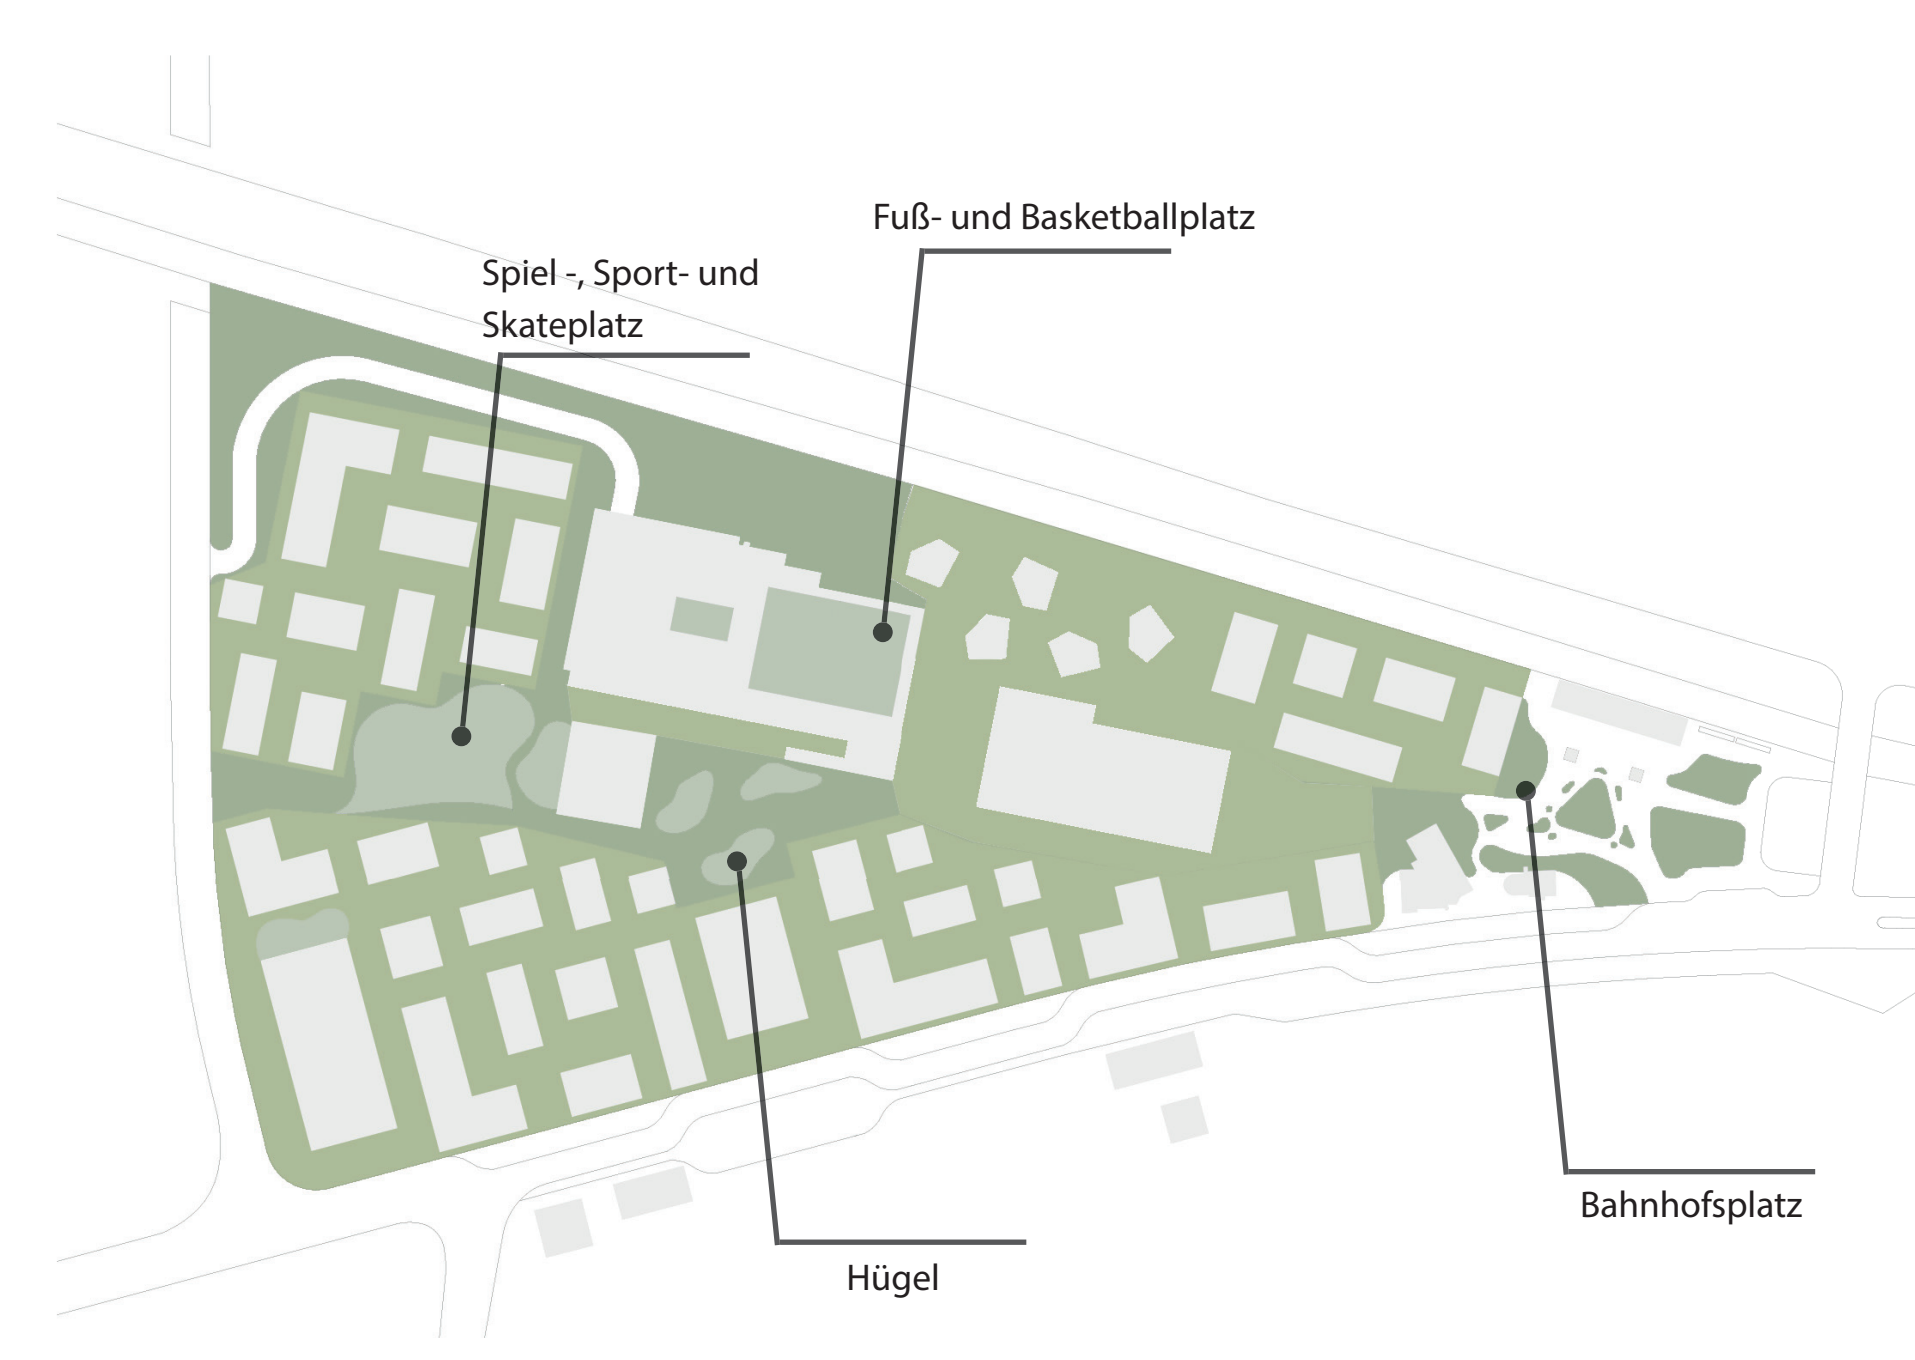 Fuß- und Basketballplatz
Spiel -, Sport- und
Skateplatz
Bahnhofsplatz
Hügel